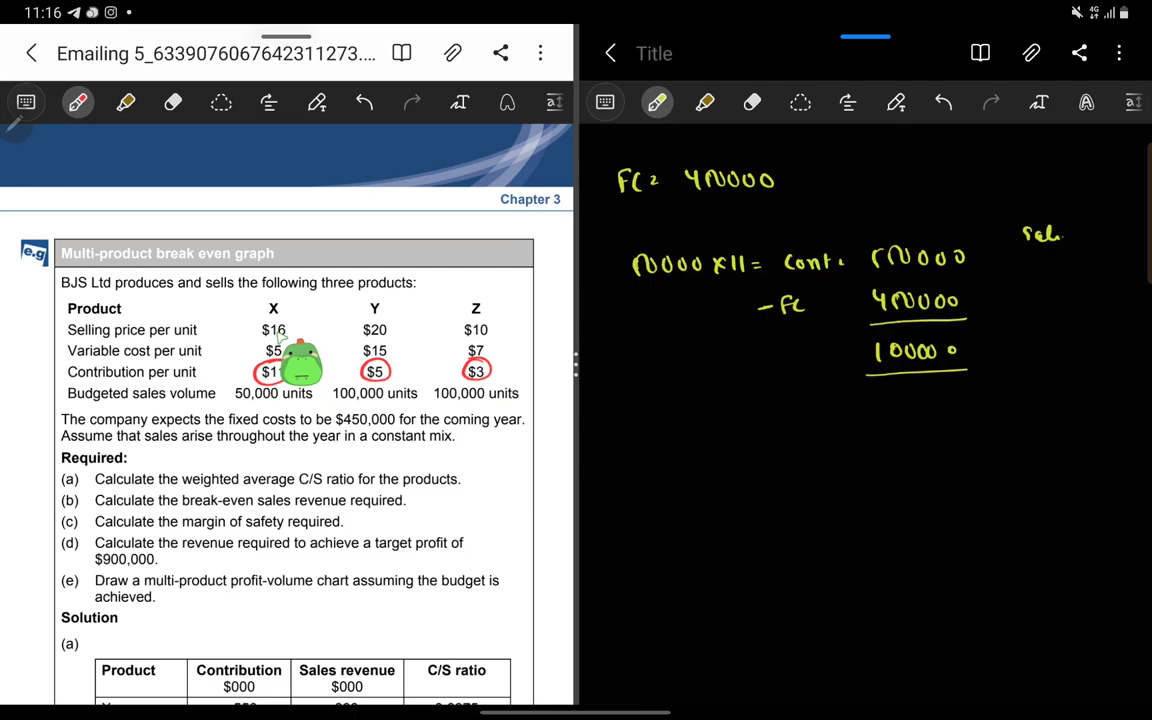 11:16
4G
Emailing 5_6339076067642311273....
Title
Chapter 3
e.g
Multi-product break even graph
BJS Ltd produces and sells the following three products:
Product X Y Z
Selling price per unit $16 $20 $10
Variable cost per unit $5 $15 $7
Contribution per unit $5 $3
Budgeted sales volume 50,000 units 100,000 units 100,000 units
The company expects the fixed costs to be $450,000 for the coming year.
Assume that sales arise throughout the year in a constant mix.
Required:
(a) Calculate the weighted average C/S ratio for the products.
(b) Calculate the break-even sales revenue required.
(c) Calculate the margin of safety required.
(d) Calculate the revenue required to achieve a target profit of
$900,000.
(e) Draw a multi-product profit-volume chart assuming the budget is
achieved.
Solution
(a)
Product Contribution Sales revenue C/S ratio
$000 $000
FC = 450000
Sale.
50000 x 11 = Cont. 550000
- FC 450000
100000